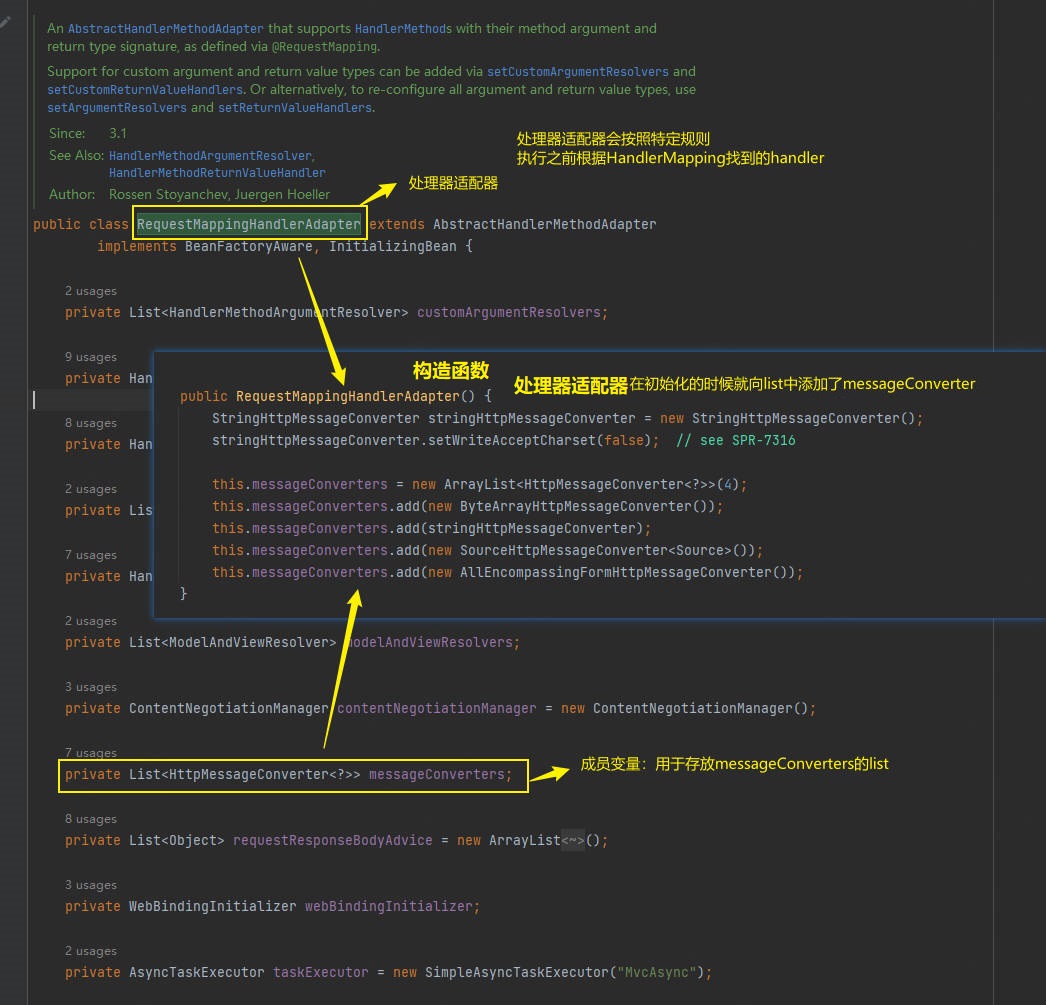 An AbstractHandlerMethodAdapter that supports HandlerMethods with their method argument and
return type signature, as defined via @RequestMapping.
Support for custom argument and return value types can be added via setCustomArgumentResolvers and
setCustomReturnValueHandlers. Or alternatively, to re-configure all argument and return value types, use
setArgumentResolvers and setReturnValueHandlers.
Since: 3.1
处理器适配器会按照特定规则
执行之前根据HandlerMapping找到的handler
See Also: HandlerMethodArgumentResolver,
HandlerMethodReturnValueHandler
处理器适配器
Author: Rossen Stoyanchev, Juergen Hoeller
public class RequestMappingHandlerAdapter extends AbstractHandlerMethodAdapter
implements BeanFactoryAware, InitializingBean {
2 usages
private List<HandlerMethodArgumentResolver> customArgumentResolvers;
9 usages
private Han
构造函数
处理器适配器在初始化的时候就向list中添加了messageConverter
public RequestMappingHandlerAdapter() {
StringHttpMessageConverter stringHttpMessageConverter = new StringHttpMessageConverter();
8 usages
private Han
stringHttpMessageConverter.setWriteAcceptCharset(false); // see SPR-7316
this.messageConverters = new ArrayList<HttpMessageConverter<?>>(4);
2 usages
private Lis
this.messageConverters.add(new ByteArrayHttpMessageConverter());
this.messageConverters.add(stringHttpMessageConverter);
7 usages
this.messageConverters.add(new SourceHttpMessageConverter<Source>());
private Han
this.messageConverters.add(new AllEncompassingFormHttpMessageConverter());
}
2 usages
private List<ModelAndViewResolver> modelAndViewResolvers;
3 usages
private ContentNegotiationManager contentNegotiationManager = new ContentNegotiationManager();
7 usages
private List<HttpMessageConverter<?>> messageConverters;
成员变量：用于存放messageConverters的list
8 usages
private List<Object> requestResponseBodyAdvice = new ArrayList<~>();
3 usages
private WebBindingInitializer webBindingInitializer;
2 usages
private AsyncTaskExecutor taskExecutor = new SimpleAsyncTaskExecutor("MvcAsync");